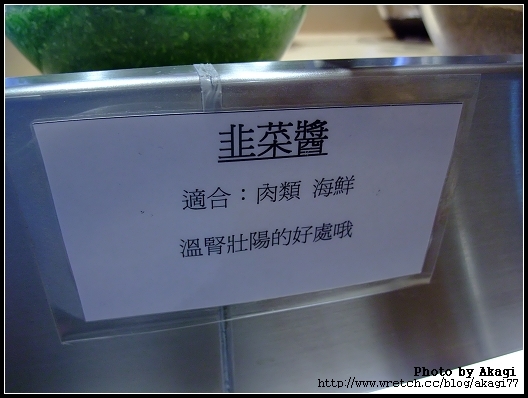 韭菜醬
適合：肉類 海鮮
溫腎壯陽的好處哦
Photo by Akagi
http://www.wretch.cc/blog/akagi77